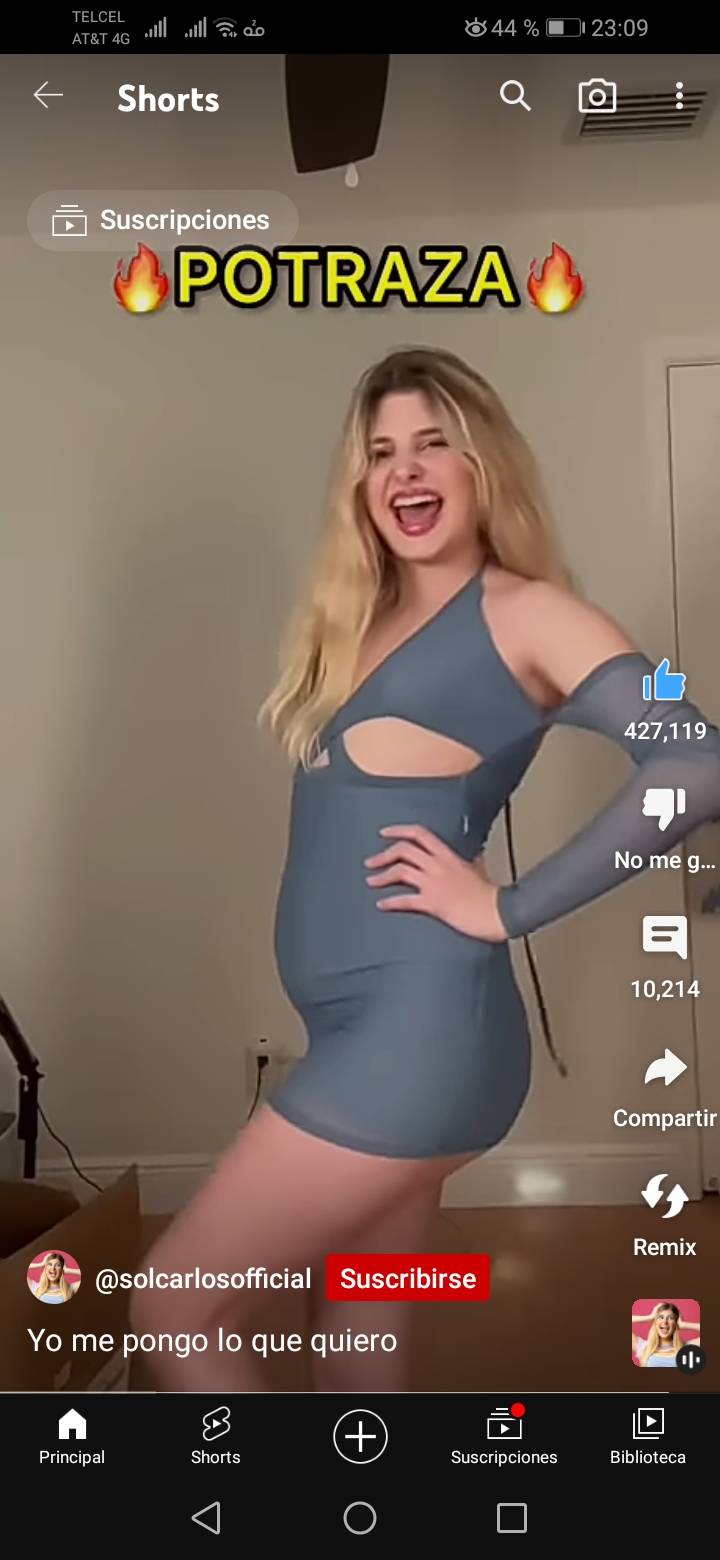 TELCEL
AT&T 4G
44 %
23:09
Shorts
Suscripciones
🔥POTRAZA🔥
427,119
No me g...
10,214
Compartir
Remix
@solcarlosofficial
Suscribirse
Yo me pongo lo que quiero
Principal
Shorts
Suscripciones
Biblioteca